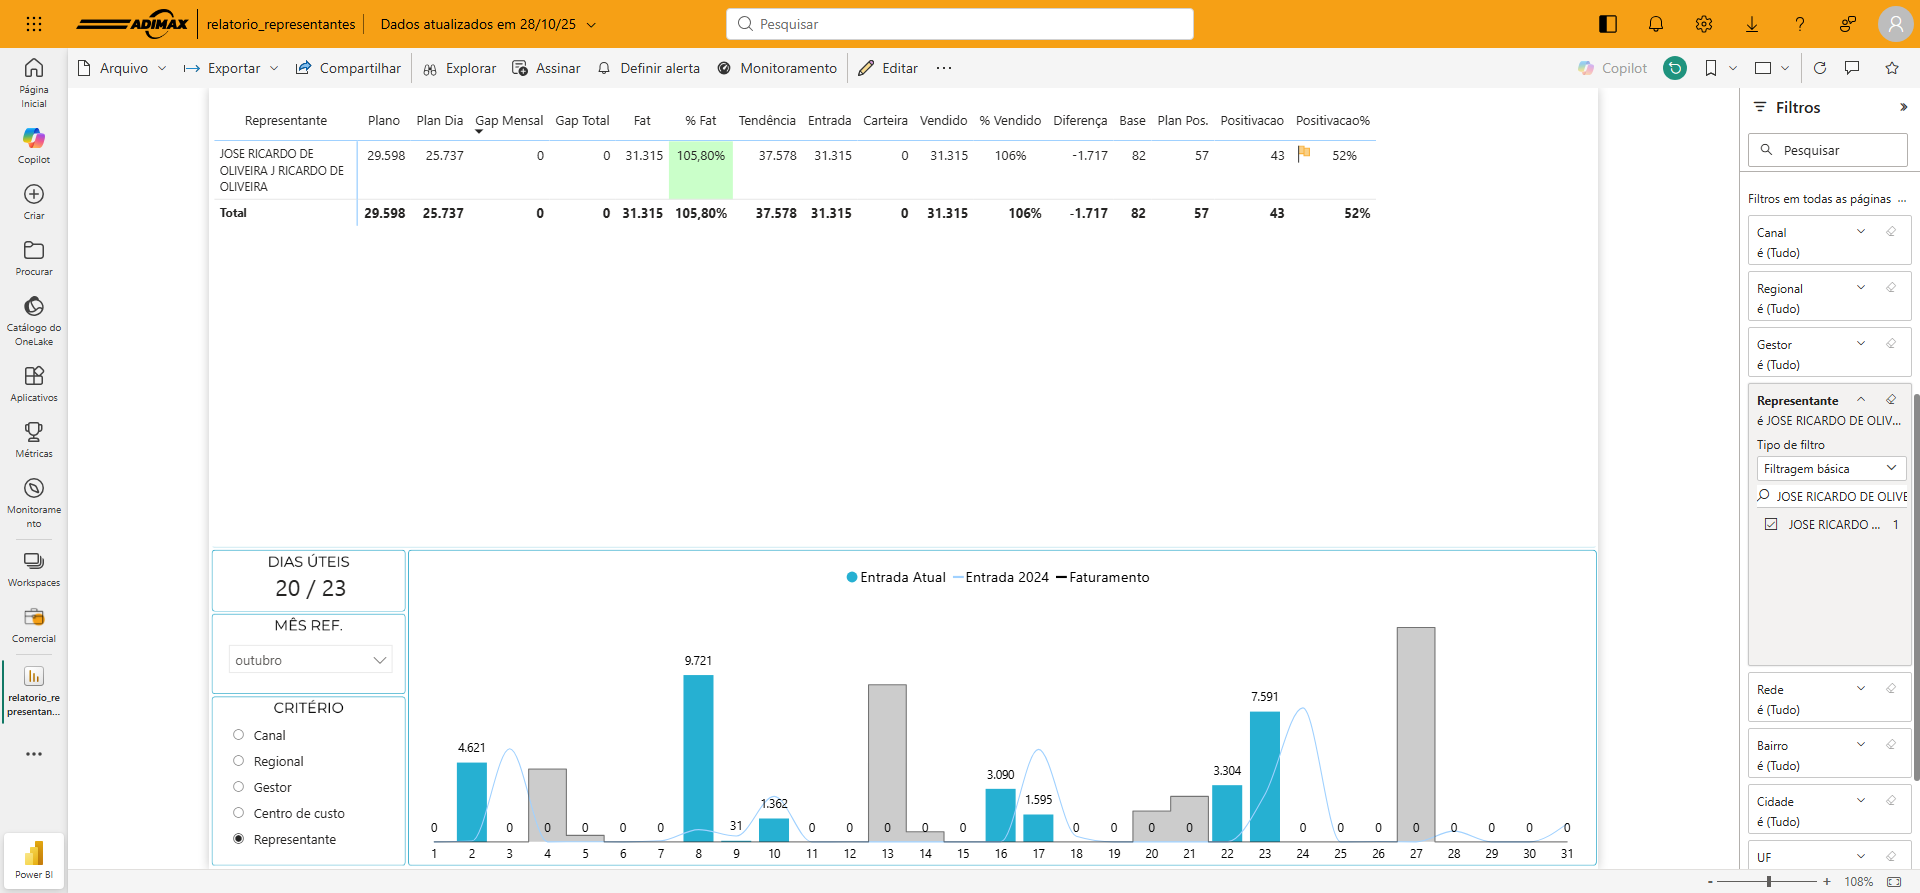 ADIMAX
relatorio_representantes
Dados atualizados em 28/10/25
Pesquisar
Arquivo
Exportar
Compartilhar
Explorar
Assinar
Definir alerta
Monitoramento
Editar
Copilot
Página Inicial
Copilot
Criar
Procurar
Catálogo do OneLake
Aplicativos
Métricas
Monitorame
nto
Workspaces
Comercial
relatorio_re
presentan...
Power BI
Representante Plano Plan Dia Gap Mensal Gap Total Fat % Fat Tendência Entrada Carteira Vendido % Vendido Diferença Base Plan Pos. Positivacao Positivacao%
JOSE RICARDO DE
OLIVEIRA J RICARDO DE
OLIVEIRA
29.598 25.737 0 0 31.315 105,80% 37.578 31.315 0 31.315 106% -1.717 82 57 43 52%
Total 29.598 25.737 0 0 31.315 105,80% 37.578 31.315 0 31.315 106% -1.717 82 57 43 52%
DIAS ÚTEIS
20 / 23
MÊS REF.
outubro
CRITÉRIO
Canal
Regional
Gestor
Centro de custo
Representante
Entrada Atual Entrada 2024 Faturamento
0 4.621 0 0 0 0 0 9.721 31 1.362 0 0 0 0 0 3.090 1.595 0 0 0 0 3.304 7.591 0 0 0 0 0 0 0 0
1 2 3 4 5 6 7 8 9 10 11 12 13 14 15 16 17 18 19 20 21 22 23 24 25 26 27 28 29 30 31
Filtros
Pesquisar
Filtros em todas as páginas ...
Canal
é (Tudo)
Regional
é (Tudo)
Gestor
é (Tudo)
Representante
é JOSE RICARDO DE OLIV...
Tipo de filtro
Filtragem básica
JOSE RICARDO DE OLIVE
JOSE RICARDO ... 1
Rede
é (Tudo)
Bairro
é (Tudo)
Cidade
é (Tudo)
UF
- + 108%